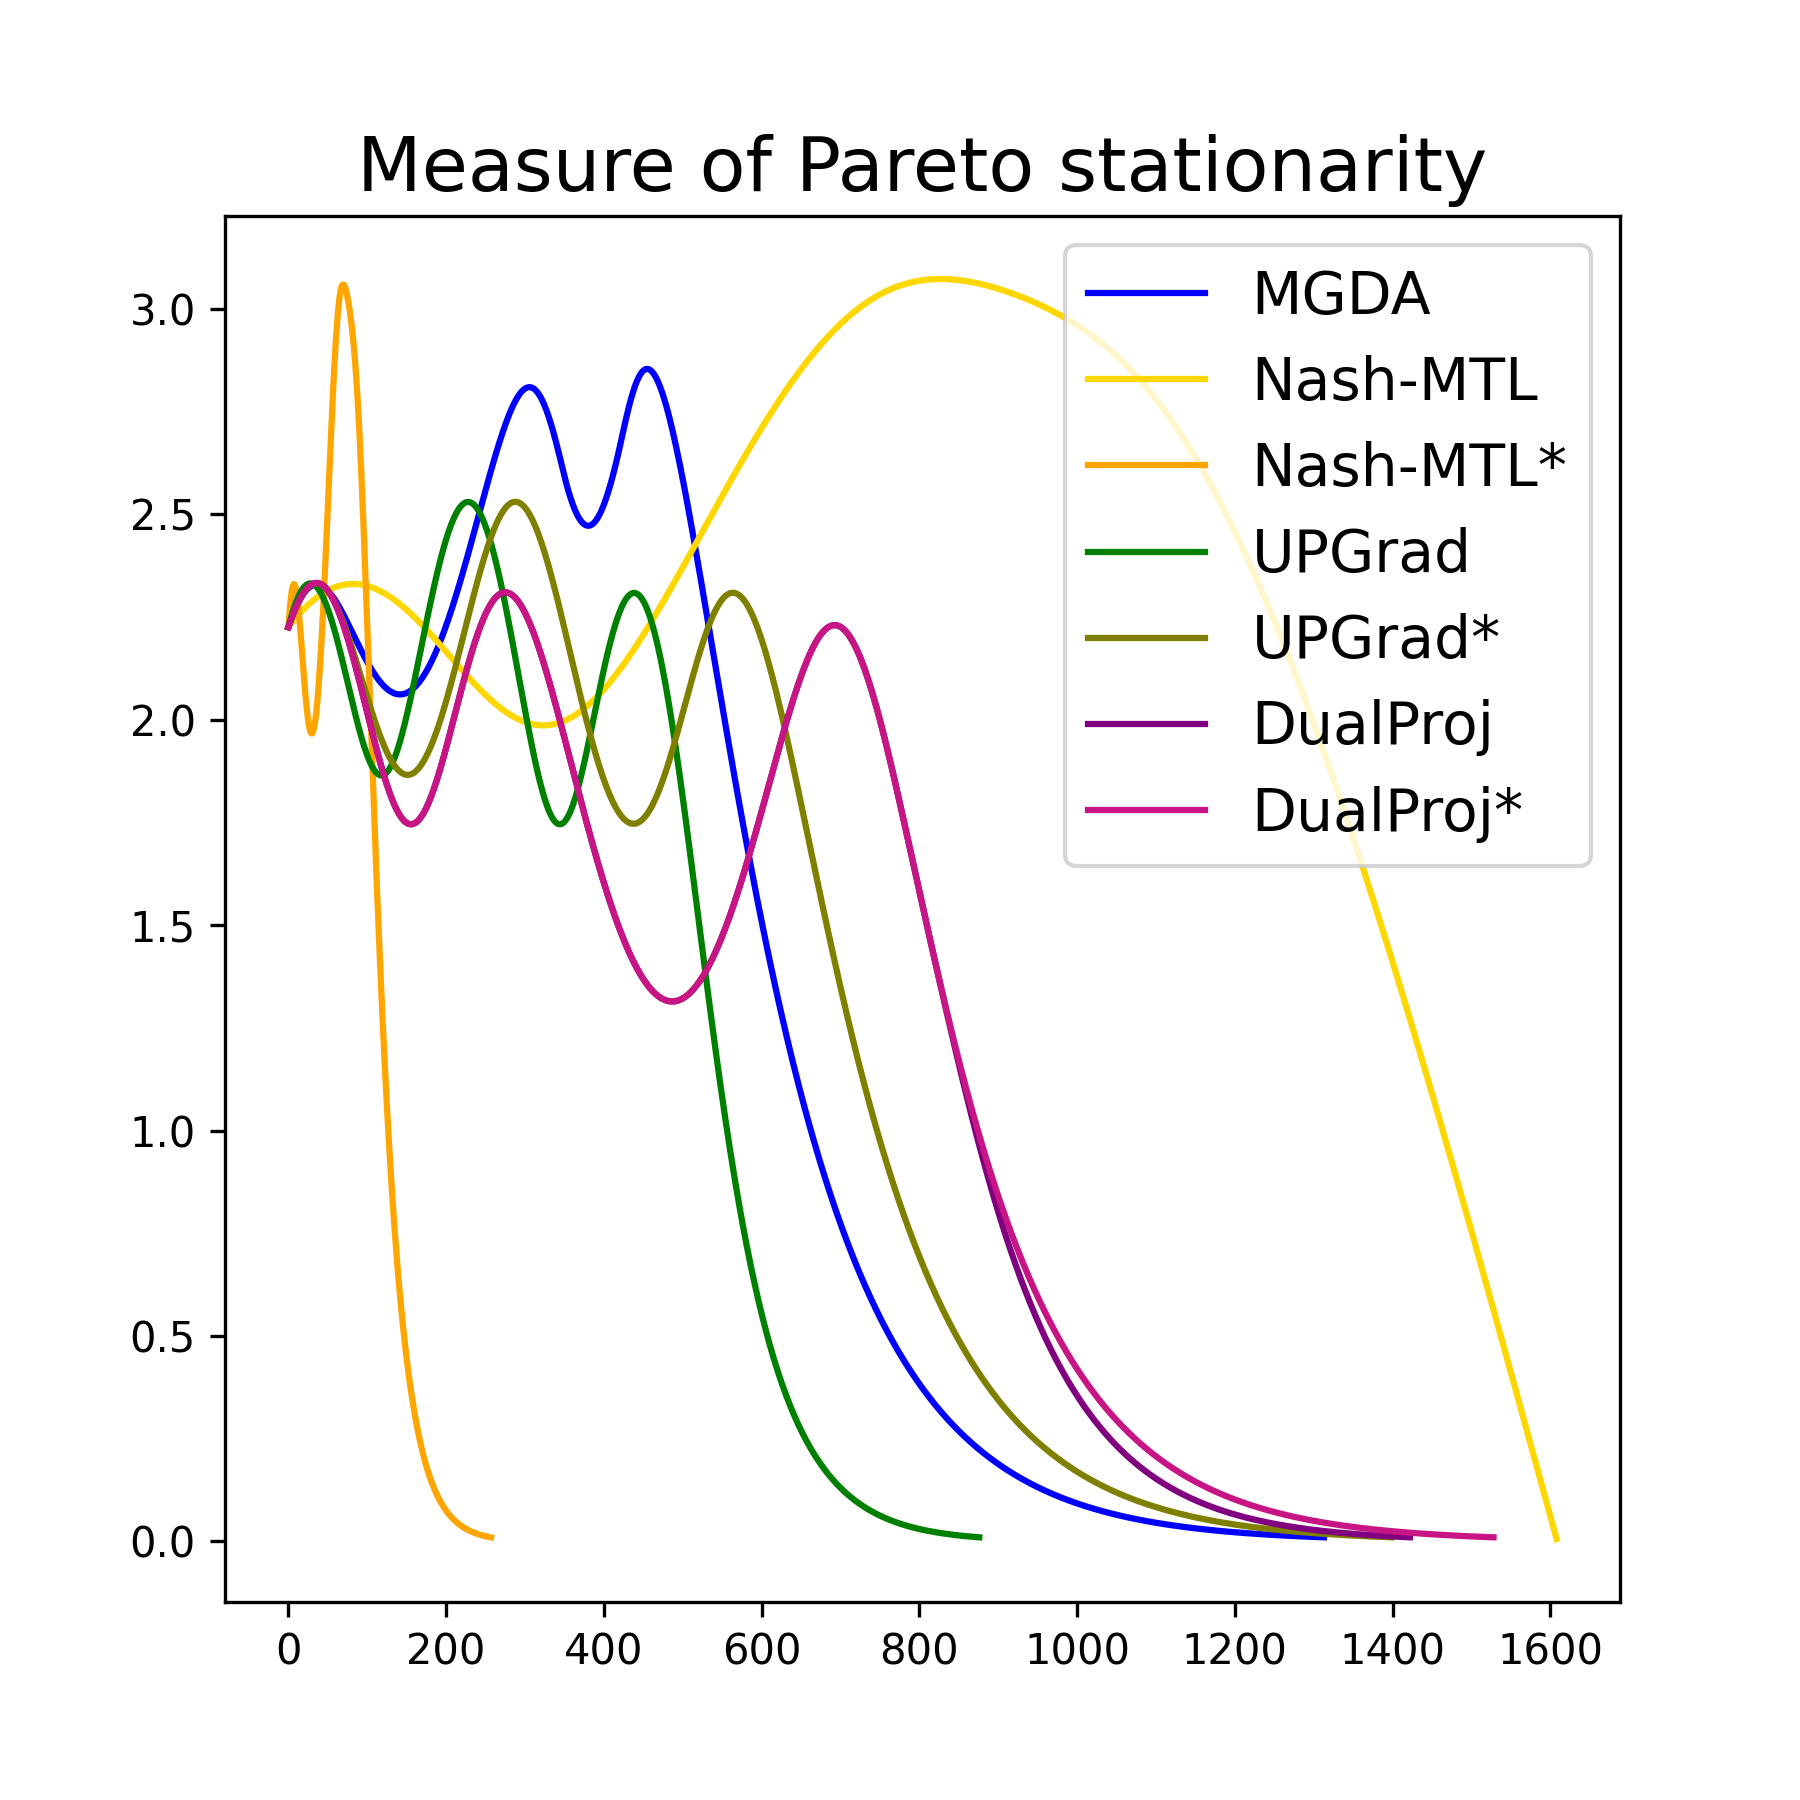 Measure of Pareto stationarity
MGDA
Nash-MTL
Nash-MTL*
UPGrad
UPGrad*
DualProj
DualProj*
3.0
2.5
2.0
1.5
1.0
0.5
0.0
0 200 400 600 800 1000 1200 1400 1600